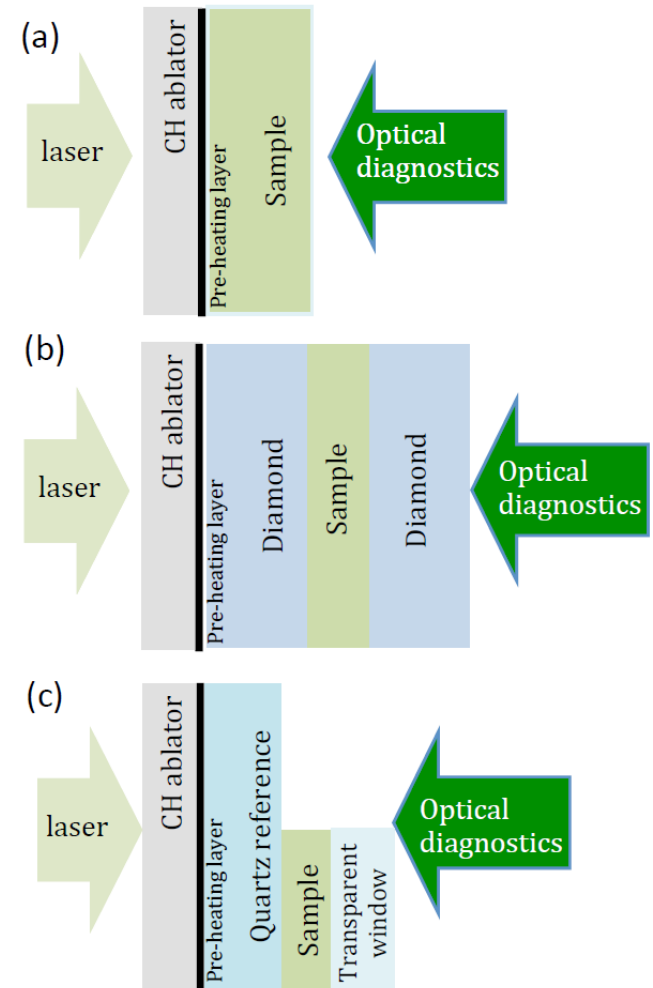 (a)
laser
CH ablator
Pre-heating layer
Sample
Optical
diagnostics
(b)
laser
CH ablator
Pre-heating layer
Diamond
Sample
Diamond
Optical
diagnostics
(c)
laser
CH ablator
Pre-heating layer
Quartz reference
Sample
Transparent
window
Optical
diagnostics